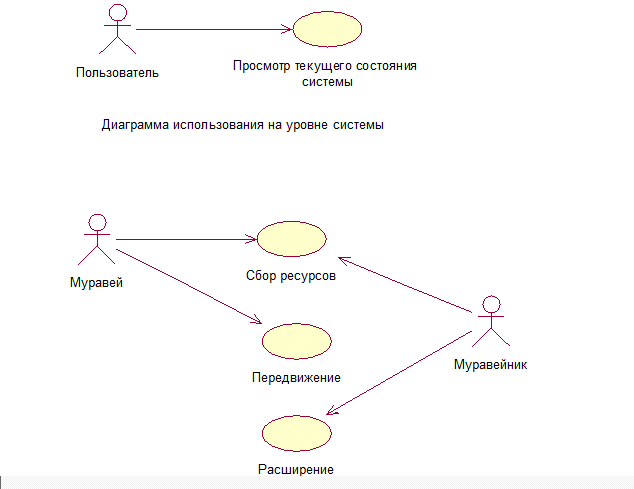 Пользователь
Просмотр текущего состояния
системы
Диаграмма использования на уровне системы
Муравей
Сбор ресурсов
Муравейник
Передвижение
Расширение